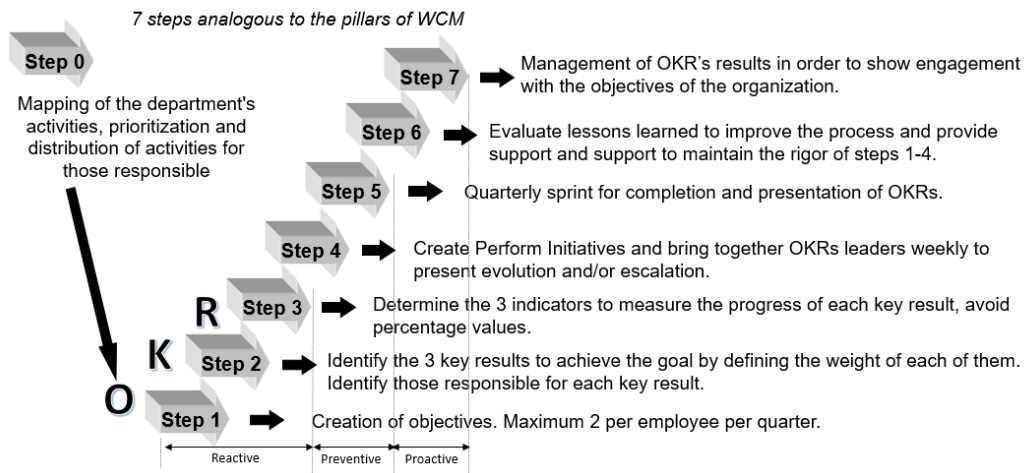 7 steps analogous to the pillars of WCM
Step 0
Mapping of the department's
activities, prioritization and
distribution of activities for
those responsible
Step 7
Management of OKR's results in order to show engagement
with the objectives of the organization.
Step 6
Evaluate lessons learned to improve the process and provide
support and support to maintain the rigor of steps 1-4.
Step 5
Quarterly sprint for completion and presentation of OKRs.
Step 4
Create Perform Initiatives and bring together OKRs leaders weekly to
present evolution and/or escalation.
R
Step 3
Determine the 3 indicators to measure the progress of each key result, avoid
percentage values.
K
Step 2
Identify the 3 key results to achieve the goal by defining the weight of each of them.
Identify those responsible for each key result.
O
Step 1
Creation of objectives. Maximum 2 per employee per quarter.
Reactive
Preventive
Proactive